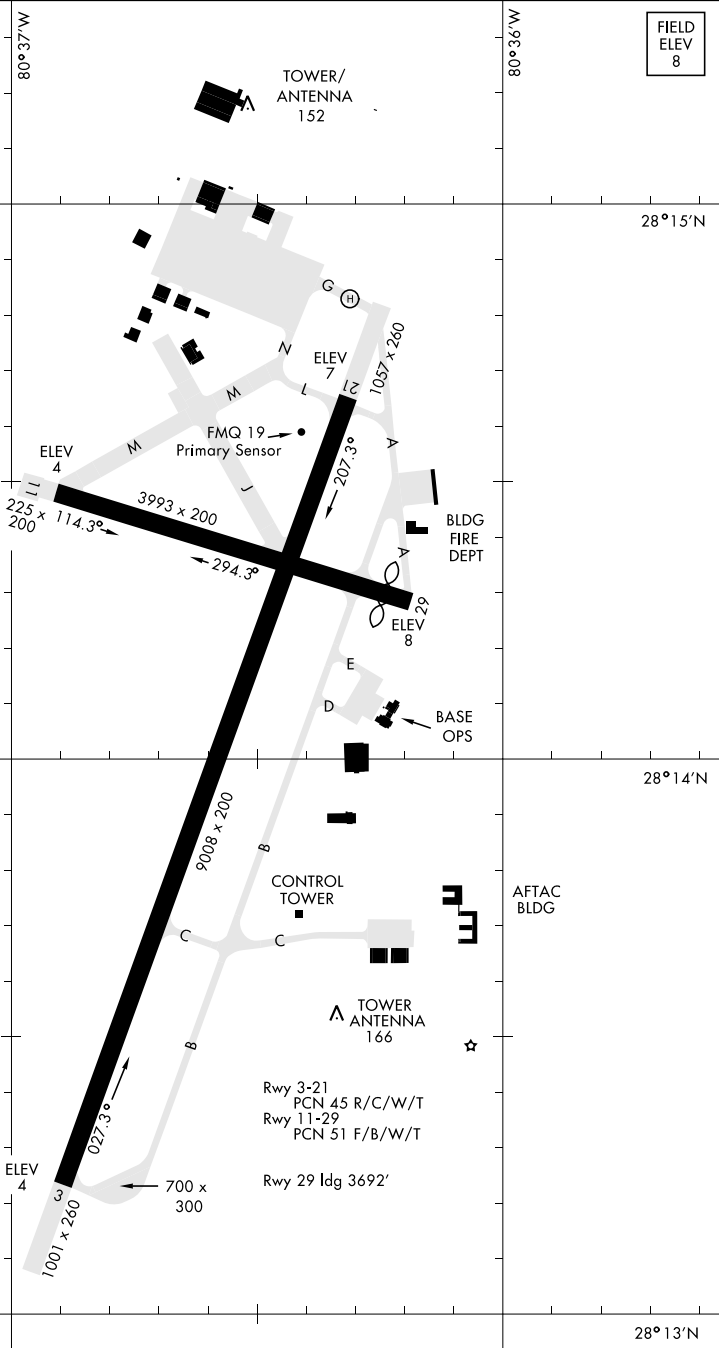 80°37'W
80°36'W
FIELD
ELEV
8
TOWER/
ANTENNA
152
28°15'N
G
H
N
ELEV
7
21
1057 x 260
L
M
A
FMQ 19
Primary Sensor
207.3°
M
ELEV
4
11
225 x
200
114.3°
3993 x 200
J
294.3°
BLDG
FIRE
DEPT
A
29
ELEV
8
E
D
BASE
OPS
28°14'N
9008 x 200
B
CONTROL
TOWER
AFTAC
BLDG
C
C
TOWER
ANTENNA
166
B
Rwy 3-21
PCN 45 R/C/W/T
Rwy 11-29
PCN 51 F/B/W/T
027.3°
ELEV
4
3
700 x
300
Rwy 29 ldg 3692'
1001 x 260
28°13'N